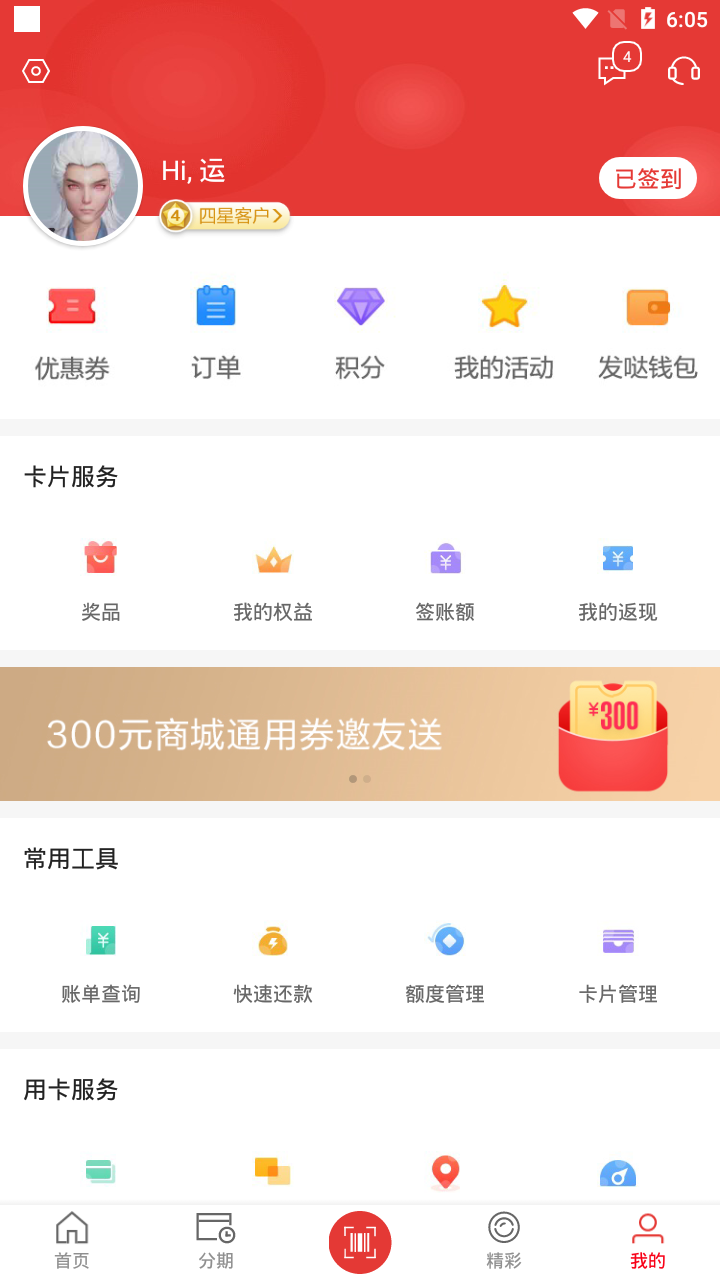 6:05
4
Hi, 运
已签到
4 四星客户
优惠券 订单 积分 我的活动 发哒钱包
卡片服务
¥ ¥
奖品 我的权益 签账额 我的返现
¥300
300元商城通用券邀友送
常用工具
¥
账单查询 快速还款 额度管理 卡片管理
用卡服务
首页 分期 精彩 我的